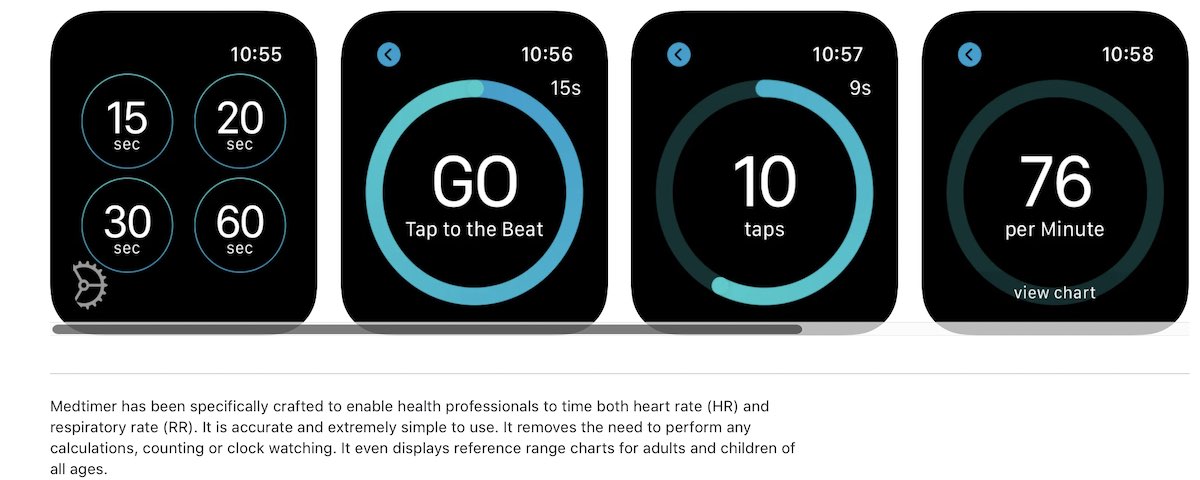 10:55
15
sec
20
sec
30
sec
60
sec
10:56
15s
GO
Tap to the Beat
10:57
9s
10
taps
10:58
76
per Minute
view chart
Medtimer has been specifically crafted to enable health professionals to time both heart rate (HR) and
respiratory rate (RR). It is accurate and extremely simple to use. It removes the need to perform any
calculations, counting or clock watching. It even displays reference range charts for adults and children of
all ages.